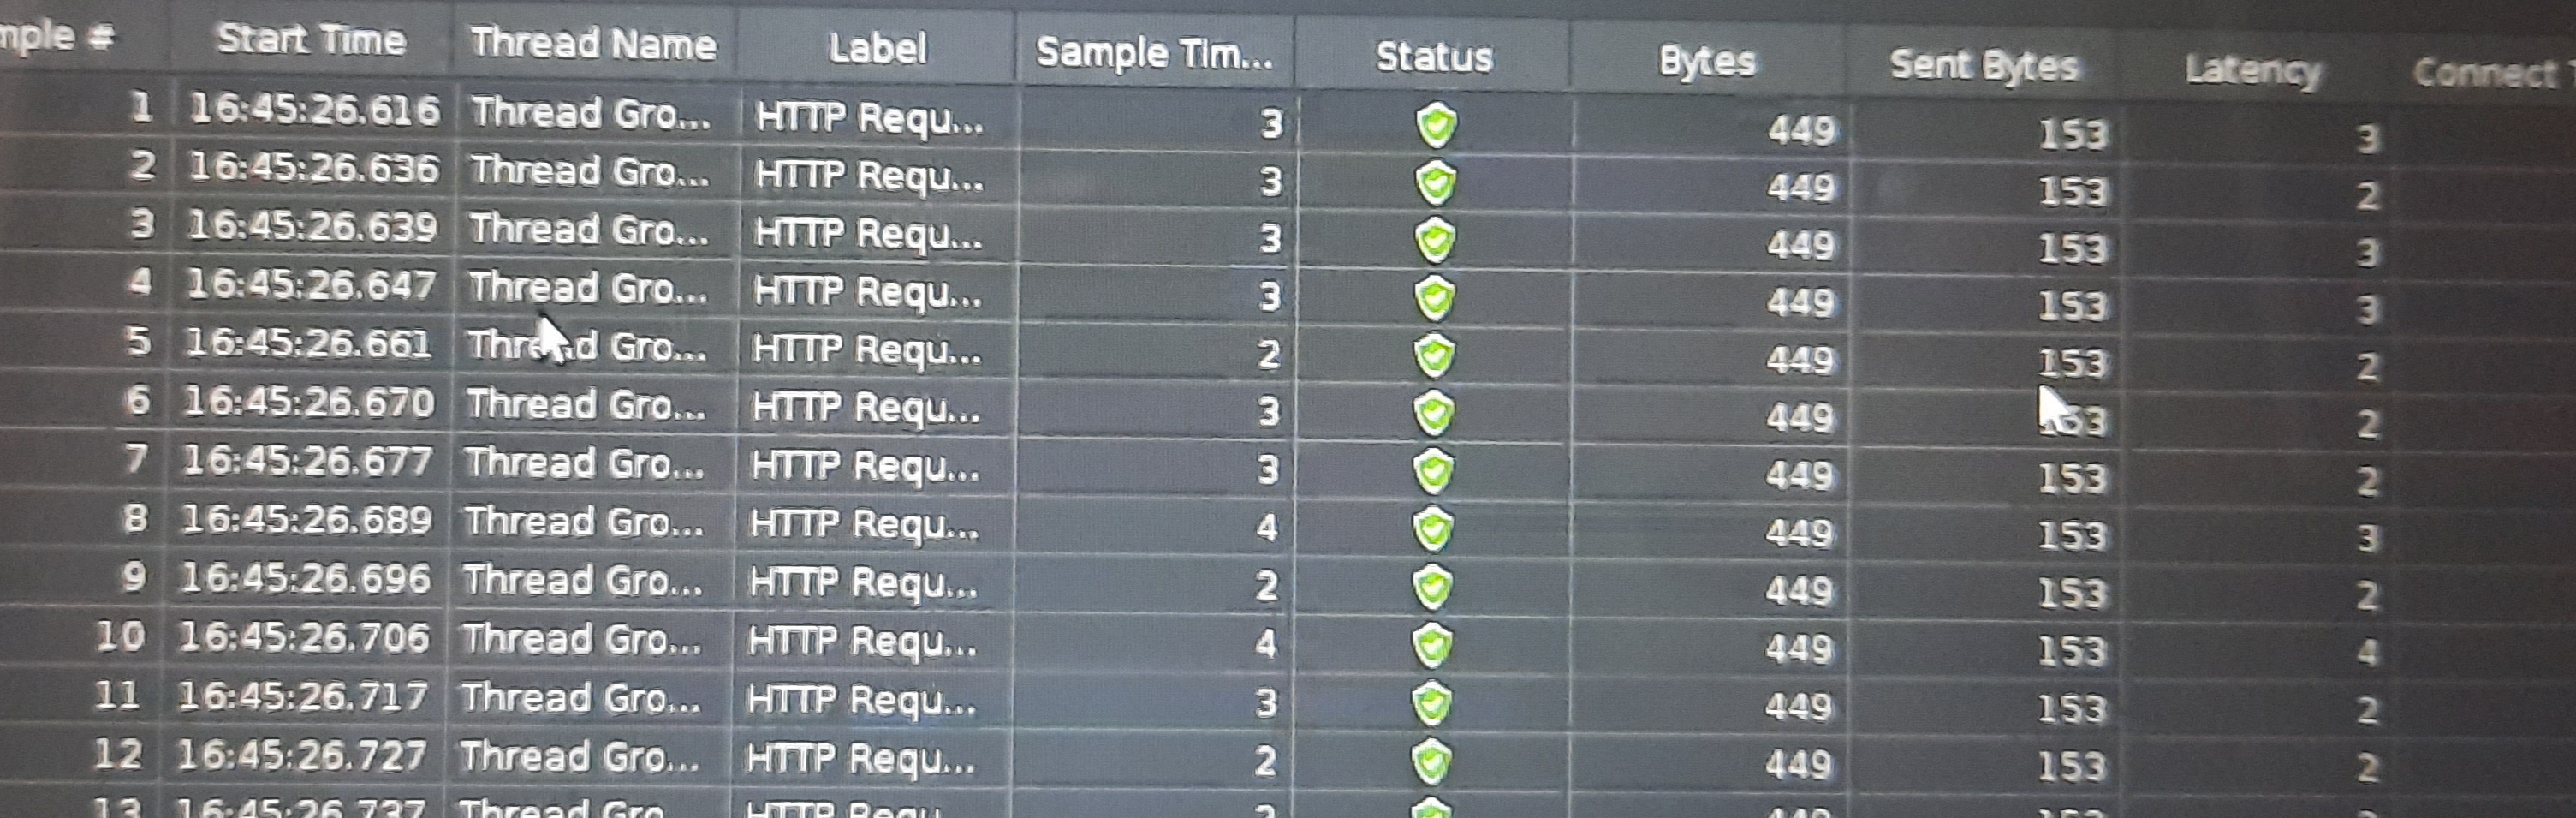 mple # Start Time Thread Name Label Sample Tim... Status Bytes Sent Bytes Latency Connect
1 16:45:26.616 Thread Gro... HTTP Requ... 3 449 153 3
2 16:45:26.636 Thread Gro... HTTP Requ... 3 449 153 2
3 16:45:26.639 Thread Gro... HTTP Requ... 3 449 153 3
4 16:45:26.647 Thread Gro... HTTP Requ... 3 449 153 3
5 16:45:26.661 Thread Gro... HTTP Requ... 2 449 153 2
6 16:45:26.670 Thread Gro... HTTP Requ... 3 449 153 2
7 16:45:26.677 Thread Gro... HTTP Requ... 3 449 153 2
8 16:45:26.689 Thread Gro... HTTP Requ... 4 449 153 3
9 16:45:26.696 Thread Gro... HTTP Requ... 2 449 153 2
10 16:45:26.706 Thread Gro... HTTP Requ... 4 449 153 4
11 16:45:26.717 Thread Gro... HTTP Requ... 3 449 153 2
12 16:45:26.727 Thread Gro... HTTP Requ... 2 449 153 2
13 16:45:26.737 Thread Gro HTTP Requ 449 153